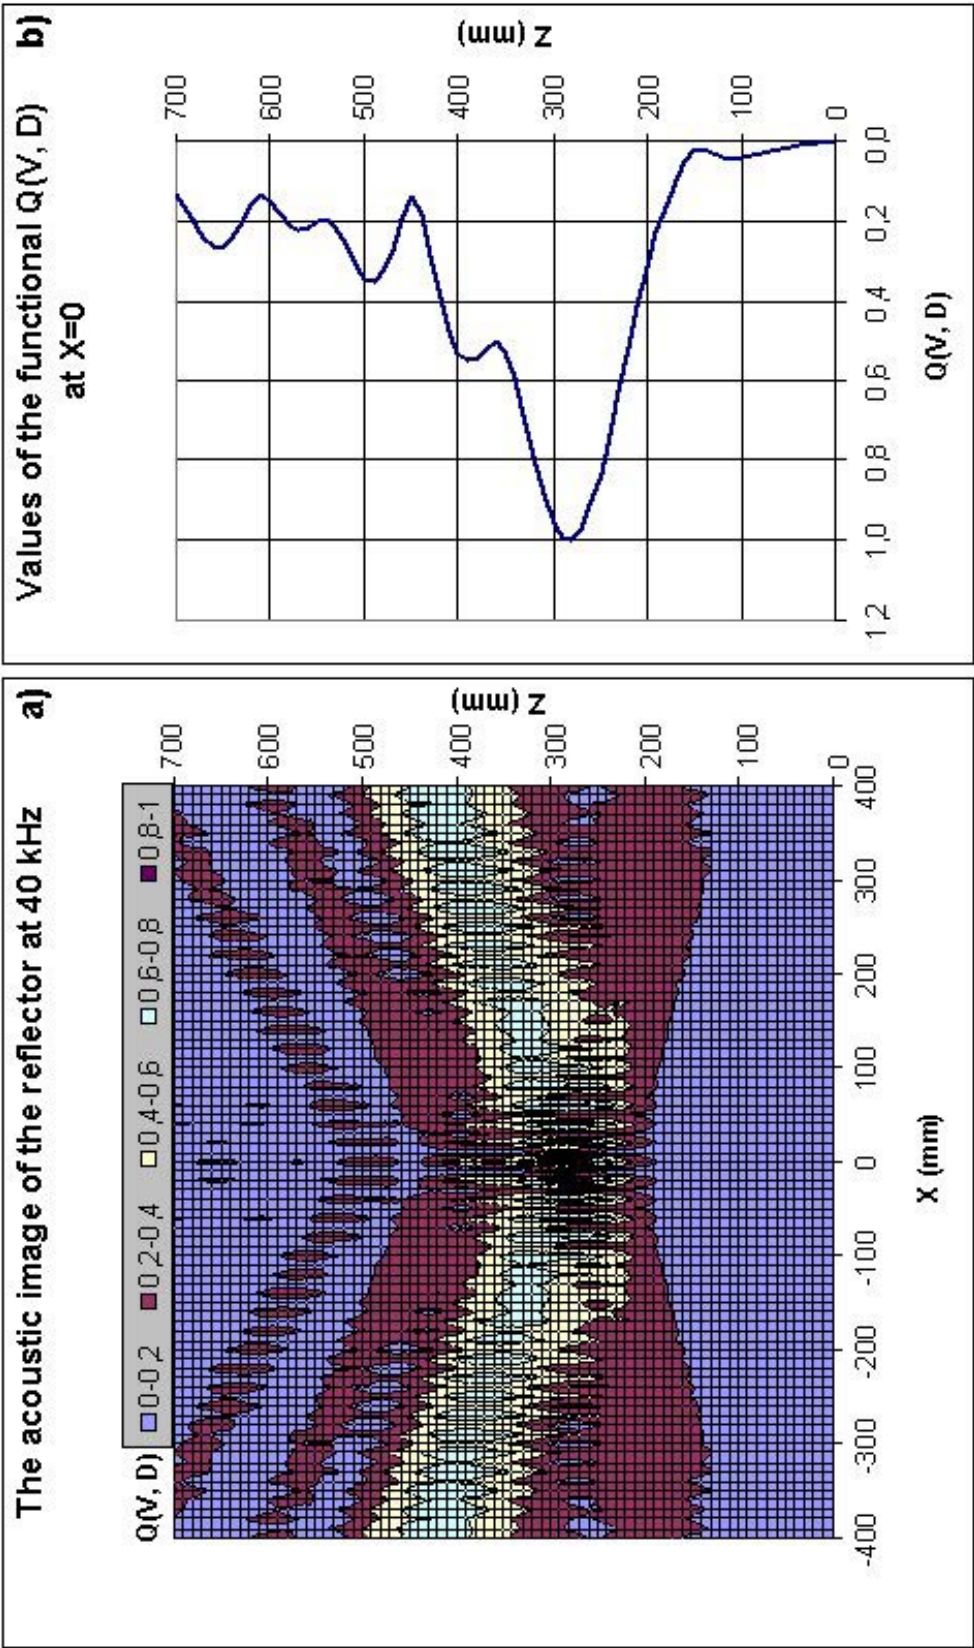 The acoustic image of the reflector at 40 kHz a)
Q(V, D)
0-0,2 0,2-0,4 0,4-0,6 0,6-0,8 0,8-1
700
600
500
400
300
200
100
0
Z (mm)
-400 -300 -200 -100 0 100 200 300 400
X (mm)
Values of the functional Q(V, D) b)
at X=0
700
600
500
400
300
200
100
0
Z (mm)
1,2 1,0 0,8 0,6 0,4 0,2 0,0
Q(V, D)